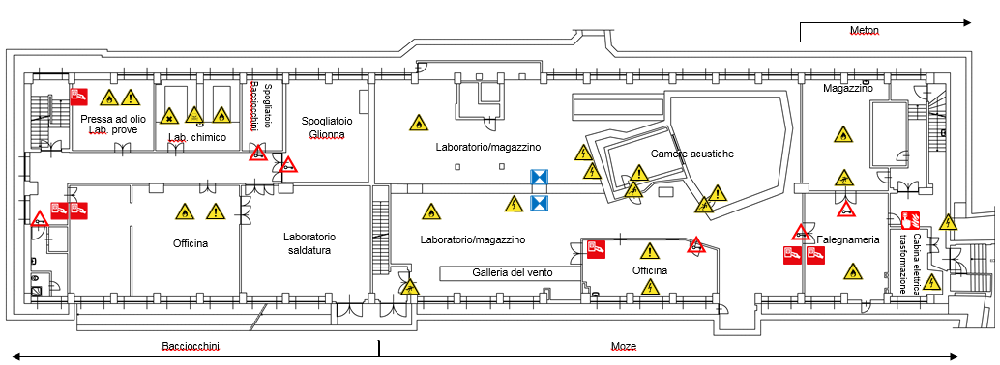 Meton
Magazzino
Spogliatoio
Bacciocchini
Pressa ad olio
Lab. prove
Lab. chimico
Spogliatoio
Glionna
Laboratorio/magazzino
Camere acustiche
Officina
Laboratorio
saldatura
Laboratorio/magazzino
Galleria del vento
Officina
Falegnameria
Cabina elettrica
trasformazione
Bacciocchini
Moze